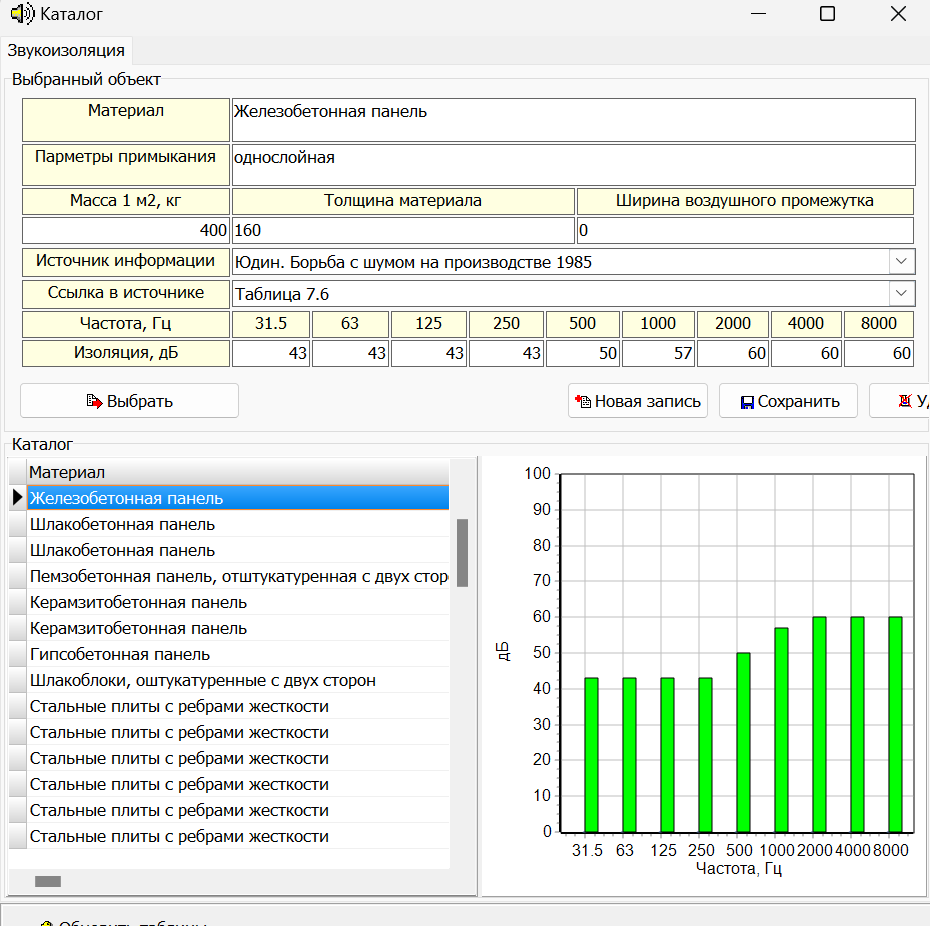 Каталог
Звукоизоляция
Выбранный объект
Материал Железобетонная панель
Парметры примыкания однослойная
Масса 1 м2, кг Толщина материала Ширина воздушного промежутка
400 160 0
Источник информации Юдин. Борьба с шумом на производстве 1985
Ссылка в источнике Таблица 7.6
Частота, Гц 31.5 63 125 250 500 1000 2000 4000 8000
Изоляция, дБ 43 43 43 43 50 57 60 60 60
Выбрать Новая запись Сохранить
Каталог
Материал
Железобетонная панель
Шлакобетонная панель
Шлакобетонная панель
Пемзобетонная панель, отштукатуренная с двух стор
Керамзитобетонная панель
Керамзитобетонная панель
Гипсобетонная панель
Шлакоблоки, оштукатуренные с двух сторон
Стальные плиты с ребрами жесткости
Стальные плиты с ребрами жесткости
Стальные плиты с ребрами жесткости
Стальные плиты с ребрами жесткости
Стальные плиты с ребрами жесткости
Стальные плиты с ребрами жесткости
100
90
80
70
60
50
40
30
20
10
0
дБ
31.5 63 125 250 500 1000 2000 4000 8000
Частота, Гц